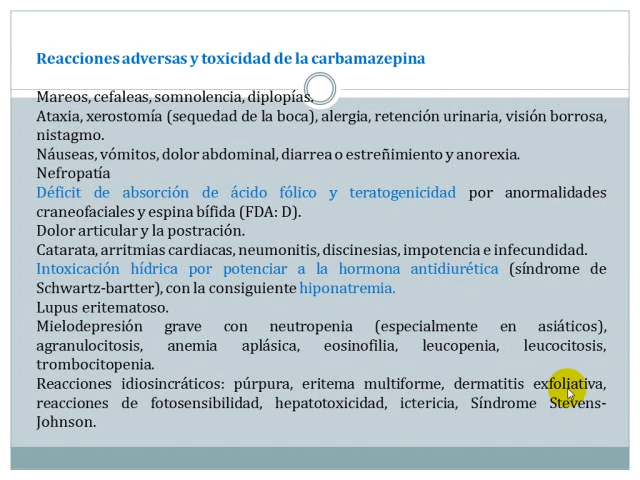 Reacciones adversas y toxicidad de la carbamazepina
Mareos, cefaleas, somnolencia, diplopías.
Ataxia, xerostomía (sequedad de la boca), alergia, retención urinaria, visión borrosa,
nistagmo.
Náuseas, vómitos, dolor abdominal, diarrea o estreñimiento y anorexia.
Nefropatía
Déficit de absorción de ácido fólico y teratogenicidad por anormalidades
craneofaciales y espina bífida (FDA: D).
Dolor articular y la postración.
Catarata, arritmias cardiacas, neumonitis, discinesias, impotencia e infecundidad.
Intoxicación hídrica por potenciar a la hormona antidiurética (síndrome de
Schwartz-bartter), con la consiguiente hiponatremia.
Lupus eritematoso.
Mielodepresión grave con neutropenia (especialmente en asiáticos),
agranulocitosis, anemia aplásica, eosinofilia, leucopenia, leucocitosis,
trombocitopenia.
Reacciones idiosincráticos: púrpura, eritema multiforme, dermatitis exfoliativa,
reacciones de fotosensibilidad, hepatotoxicidad, ictericia, Síndrome Stevens-
Johnson.